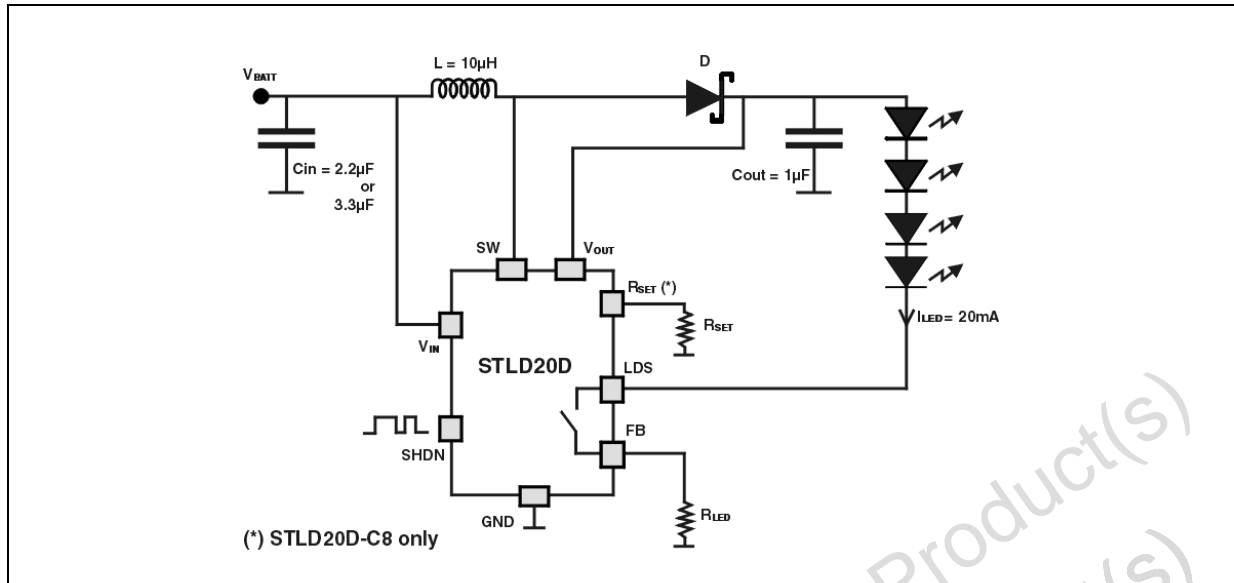 L = 10µH
D
VBATT
Cin = 2.2µF
or
3.3µF
Cout = 1µF
SW
VOUT
RSET (*)
RSET
VIN
STLD20D
LDS
ILED = 20mA
SHDN
FB
GND
RLED
(*) STLD20D-C8 only
Product(s)
(s)